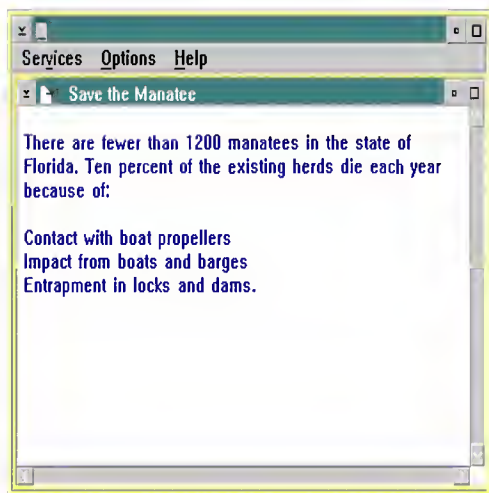 Services Options Help
Save the Manatee
There are fewer than 1200 manatees in the state of
Florida. Ten percent of the existing herds die each year
because of:
Contact with boat propellers
Impact from boats and barges
Entrapment in locks and dams.